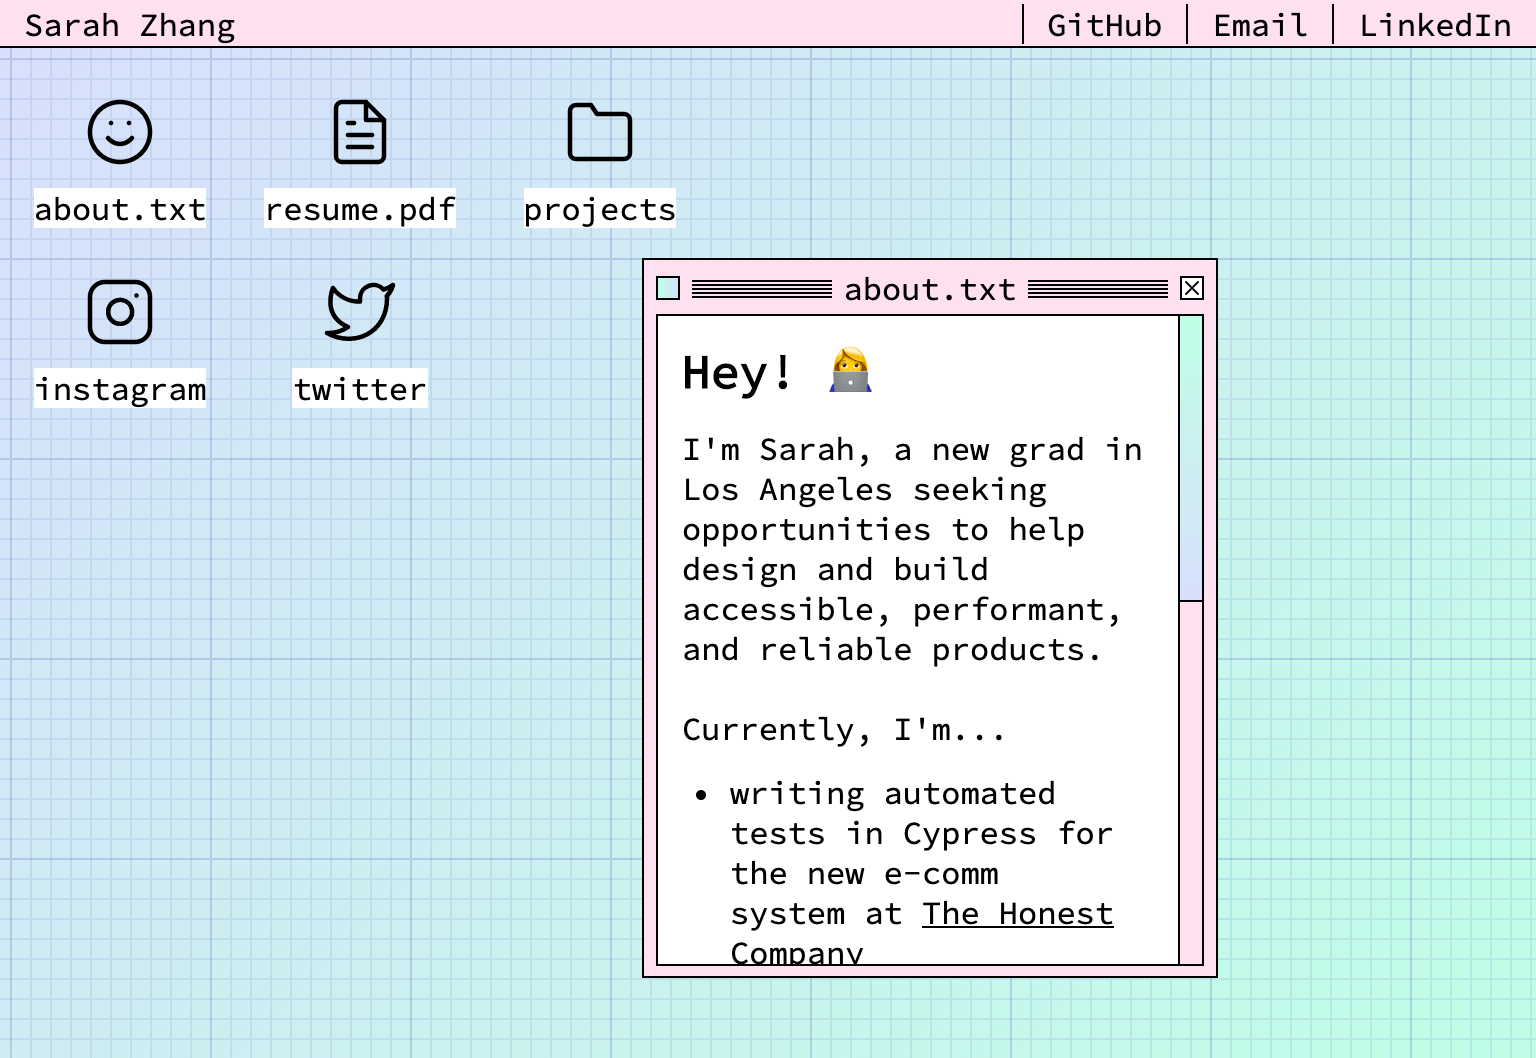 Sarah Zhang
GitHub
Email
LinkedIn
about.txt
resume.pdf
projects
instagram
twitter
about.txt
Hey!
I'm Sarah, a new grad in
Los Angeles seeking
opportunities to help
design and build
accessible, performant,
and reliable products.
Currently, I'm...
writing automated
tests in Cypress for
the new e-comm
system at The Honest
Company